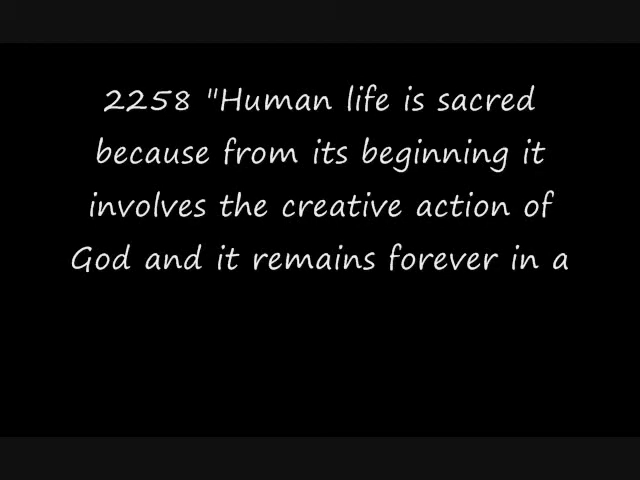 2258 "Human life is sacred
because from its beginning it
involves the creative action of
God and it remains forever in a